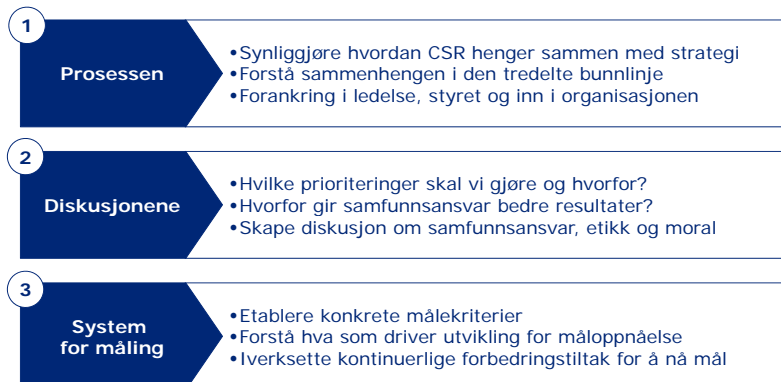 1
Prosessen
•Synliggjøre hvordan CSR henger sammen med strategi
•Forstå sammenhengen i den tredelte bunnlinje
•Forankring i ledelse, styret og inn i organisasjonen
2
Diskusjonene
•Hvilke prioriteringer skal vi gjøre og hvorfor?
•Hvorfor gir samfunnsansvar bedre resultater?
•Skape diskusjon om samfunnsansvar, etikk og moral
3
System
for måling
•Etablere konkrete målekriterier
•Forstå hva som driver utvikling for måloppnåelse
•Iverksette kontinuerlige forbedringstiltak for å nå mål